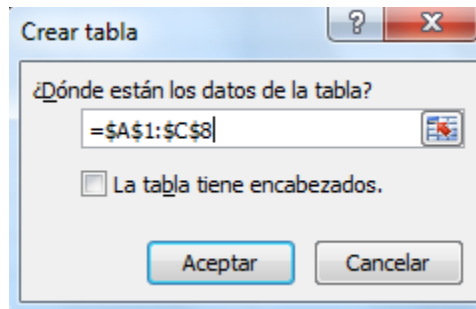 Crear tabla
¿Dónde están los datos de la tabla?
=$A$1:$C$8
La tabla tiene encabezados.
Aceptar
Cancelar